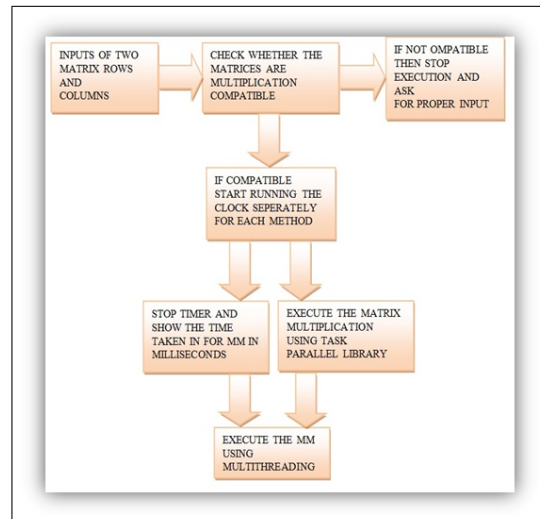 INPUTS OF TWO
MATRIX ROWS
AND
COLUMNS
CHECK WHETHER THE
MATRICES ARE
MULTIPLICATION
COMPATIBLE
IF NOT OMPATIBLE
THEN STOP
EXECUTION AND
ASK
FOR PROPER INPUT
IF COMPATIBLE
START RUNNING THE
CLOCK SEPERATELY
FOR EACH METHOD
STOP TIMER AND
SHOW THE TIME
TAKEN IN FOR MM IN
MILLISECONDS
EXECUTE THE MATRIX
MULTIPLICATION
USING TASK
PARALLEL LIBRARY
EXECUTE THE MM
USING
MULTITHREADING